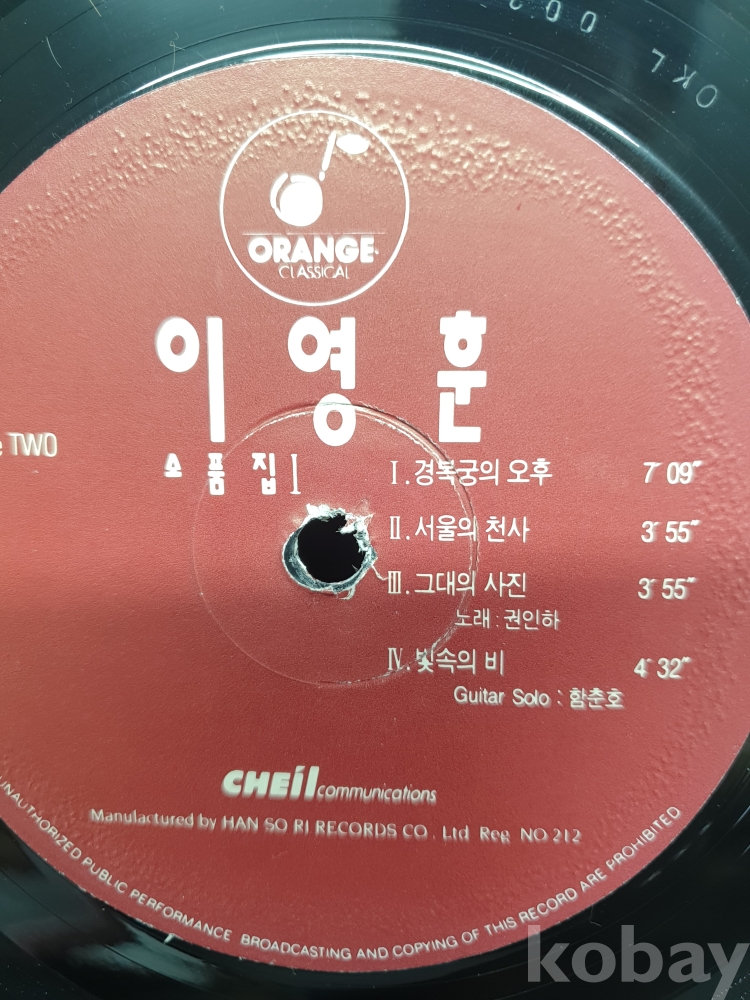 OKL 002
ORANGE
CLASSICAL
이영훈
소품집 I
TWO
I. 경복궁의 오후 7′ 09″
II. 서울의 천사 3′ 55″
III. 그대의 사진 3′ 55″
노래 : 권인하
IV. 빛속의 비 4′ 32″
Guitar Solo : 함춘호
CHEIL communications
Manufactured by HAN SO RI RECORDS CO. Ltd Reg NO 212
UNAUTHORIZED PUBLIC PERFORMANCE BROADCASTING AND COPYING OF THIS RECORD ARE PROHIBITED
kobay